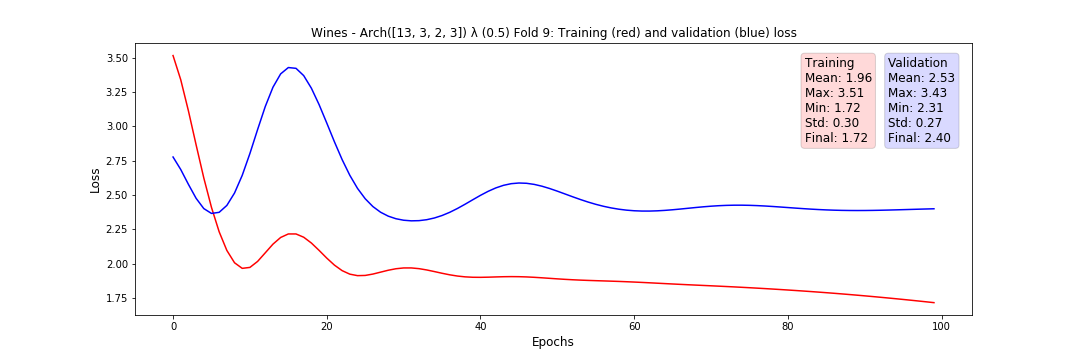 Wines - Arch([13, 3, 2, 3]) λ (0.5) Fold 9: Training (red) and validation (blue) loss
3.50
3.25
3.00
2.75
2.50
2.25
2.00
1.75
Loss
Training
Mean: 1.96
Max: 3.51
Min: 1.72
Std: 0.30
Final: 1.72
Validation
Mean: 2.53
Max: 3.43
Min: 2.31
Std: 0.27
Final: 2.40
0 20 40 60 80 100
Epochs